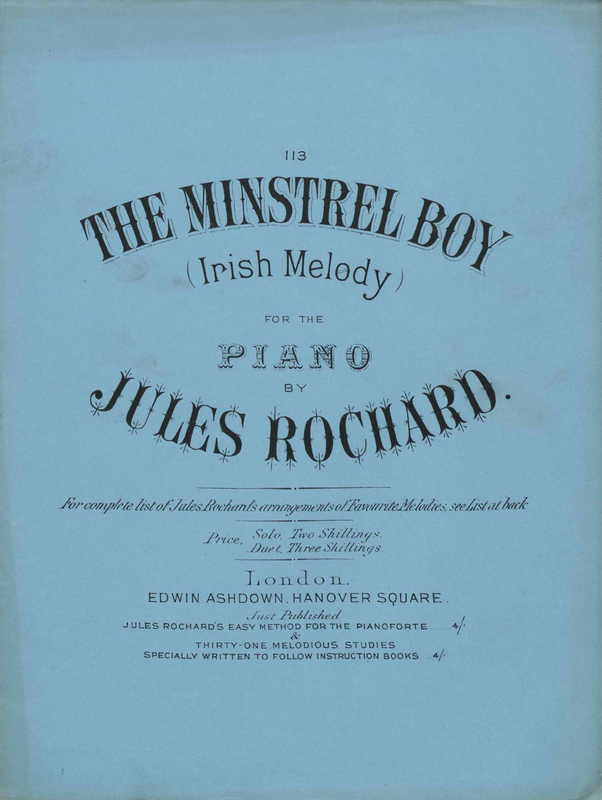 113
THE MINSTREL BOY
(Irish Melody)
FOR THE
PIANO
BY
JULES ROCHARD.
For complete list of Jules Rochard's arrangements of Favourite Melodies, see List at back
Price, Solo, Two Shillings.
Duet, Three Shillings.
London.
EDWIN ASHDOWN, HANOVER SQUARE.
Just Published
JULES ROCHARD'S EASY METHOD FOR THE PIANOFORTE 4/-
&
THIRTY-ONE MELODIOUS STUDIES
SPECIALLY WRITTEN TO FOLLOW INSTRUCTION BOOKS 4/-